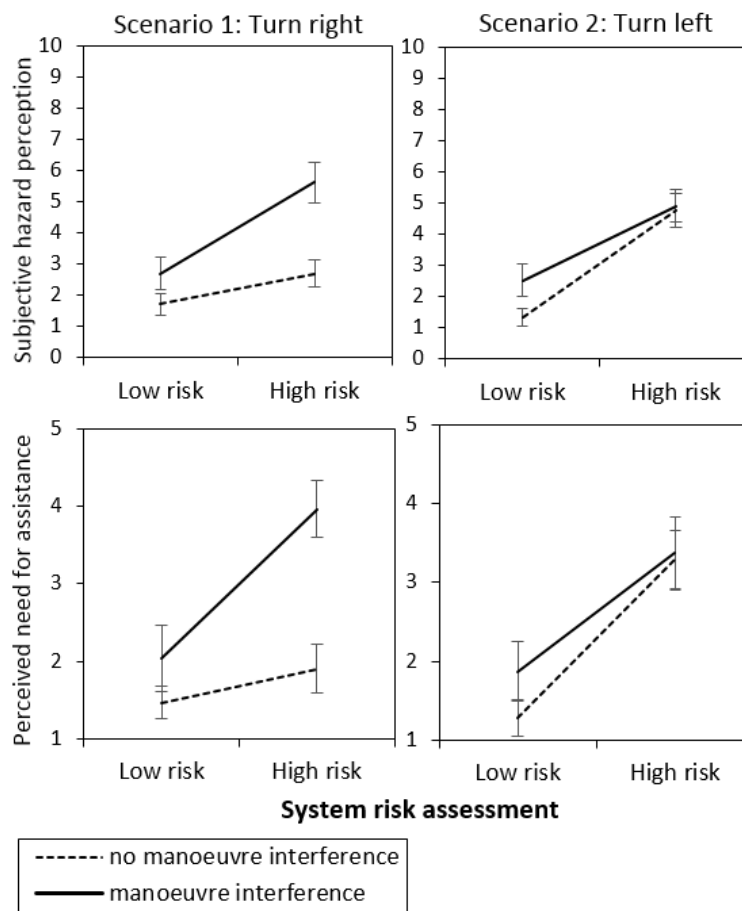 Scenario 1: Turn right
Scenario 2: Turn left
Subjective hazard perception
10
9
8
7
6
5
4
3
2
1
0
Low risk
High risk
10
9
8
7
6
5
4
3
2
1
0
Low risk
High risk
Perceived need for assistance
5
4
3
2
1
Low risk
High risk
5
4
3
2
1
Low risk
High risk
System risk assessment
no manoeuvre interference
manoeuvre interference